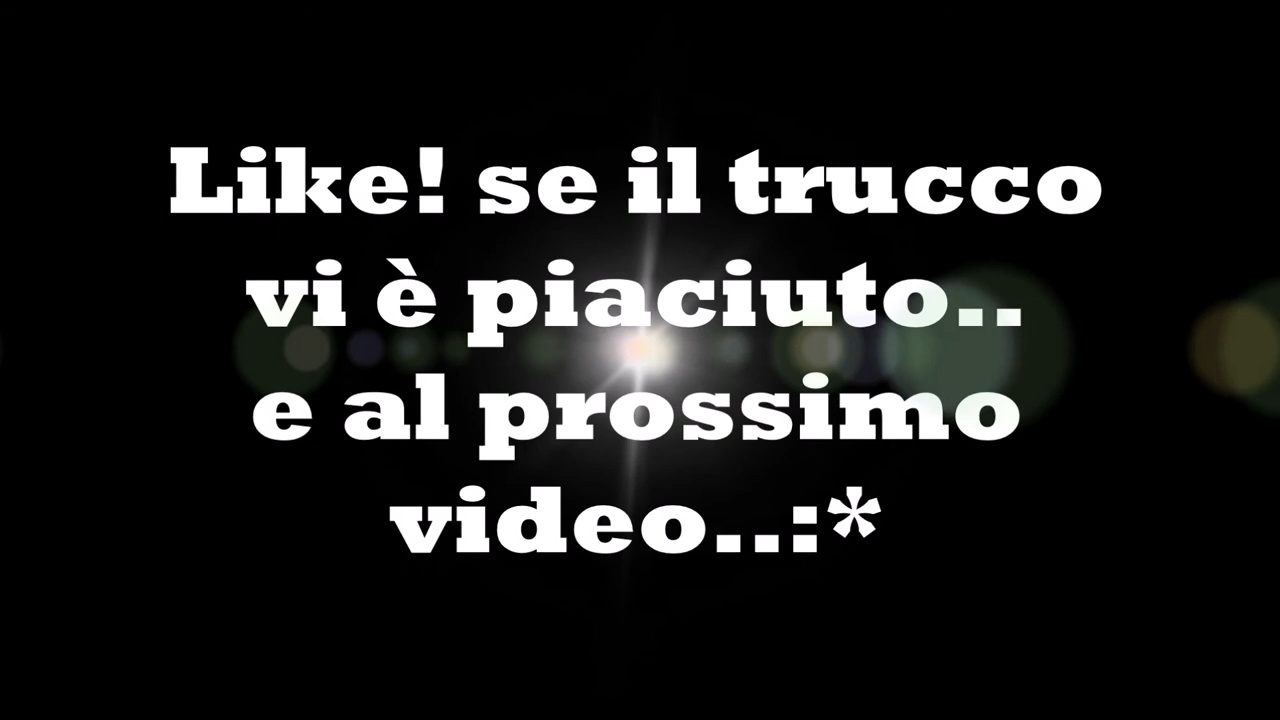 Like! se il trucco
vi è piaciuto..
e al prossimo
video..:*